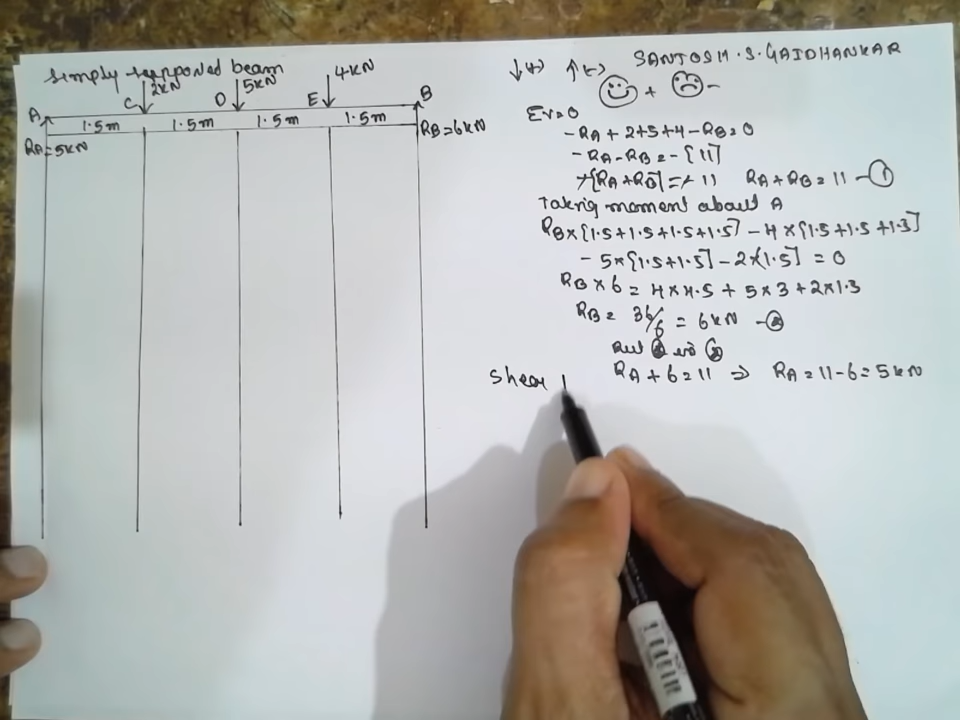 SANTOSH.S.GAIDHANKAR
↓(+) ↑(-) + -
Simply supported beam
2kN 5kN 4kN
A C D E B
1.5m 1.5m 1.5m 1.5m
RA=5kN RB=6kN
Σv=0
-RA+2+5+4-RB=0
-RA-RB=-[11]
+[RA+RB]=+11 RA+RB=11 -①
Taking moment about A
RB×[1.5+1.5+1.5+1.5]-4×[1.5+1.5+1.5]
-5×[1.5+1.5]-2×[1.5]=0
RB×6=4×4.5+5×3+2×1.5
RB=36/6=6kN -②
Put in
RA+6=11 ⇒ RA=11-6=5kN
Shear